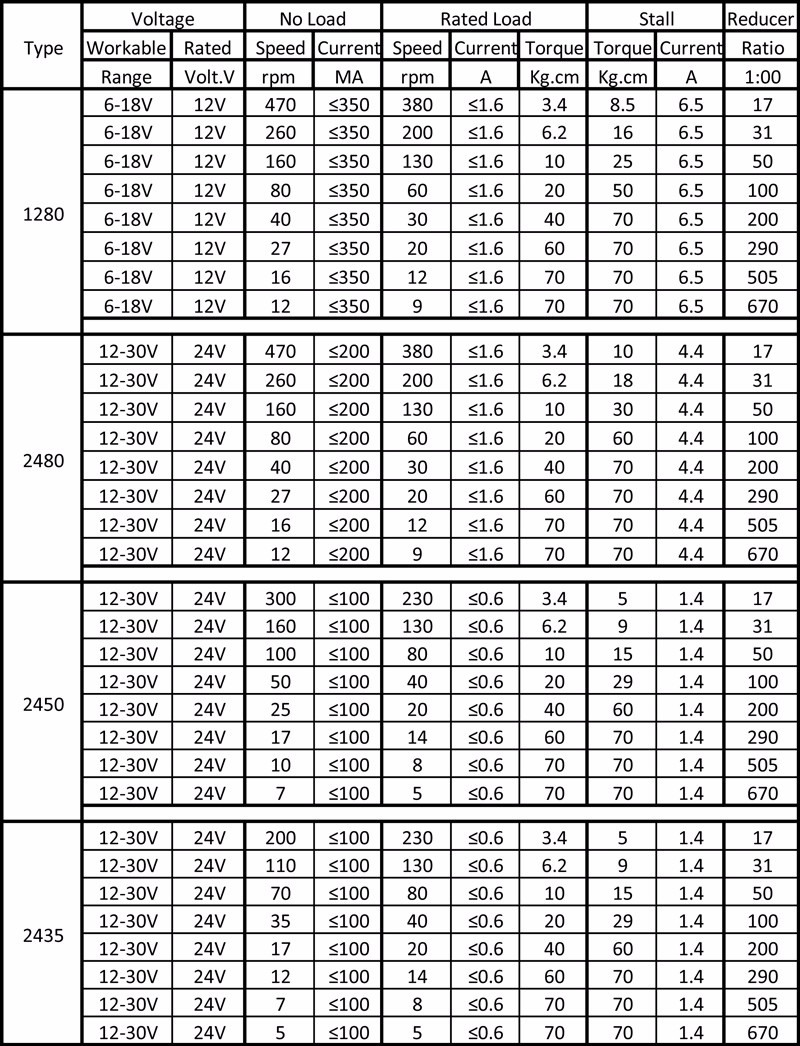 Type Voltage No Load Rated Load Stall Reducer
Workable Rated Speed Current Speed Current Torque Torque Current Ratio
Range Volt.V rpm MA rpm A Kg.cm Kg.cm A 1:00
1280
6-18V 12V 470 ≤350 380 ≤1.6 3.4 8.5 6.5 17
6-18V 12V 260 ≤350 200 ≤1.6 6.2 16 6.5 31
6-18V 12V 160 ≤350 130 ≤1.6 10 25 6.5 50
6-18V 12V 80 ≤350 60 ≤1.6 20 50 6.5 100
6-18V 12V 40 ≤350 30 ≤1.6 40 70 6.5 200
6-18V 12V 27 ≤350 20 ≤1.6 60 70 6.5 290
6-18V 12V 16 ≤350 12 ≤1.6 70 70 6.5 505
6-18V 12V 12 ≤350 9 ≤1.6 70 70 6.5 670
2480
12-30V 24V 470 ≤200 380 ≤1.6 3.4 10 4.4 17
12-30V 24V 260 ≤200 200 ≤1.6 6.2 18 4.4 31
12-30V 24V 160 ≤200 130 ≤1.6 10 30 4.4 50
12-30V 24V 80 ≤200 60 ≤1.6 20 60 4.4 100
12-30V 24V 40 ≤200 30 ≤1.6 40 70 4.4 200
12-30V 24V 27 ≤200 20 ≤1.6 60 70 4.4 290
12-30V 24V 16 ≤200 12 ≤1.6 70 70 4.4 505
12-30V 24V 12 ≤200 9 ≤1.6 70 70 4.4 670
2450
12-30V 24V 300 ≤100 230 ≤0.6 3.4 5 1.4 17
12-30V 24V 160 ≤100 130 ≤0.6 6.2 9 1.4 31
12-30V 24V 100 ≤100 80 ≤0.6 10 15 1.4 50
12-30V 24V 50 ≤100 40 ≤0.6 20 29 1.4 100
12-30V 24V 25 ≤100 20 ≤0.6 40 60 1.4 200
12-30V 24V 17 ≤100 14 ≤0.6 60 70 1.4 290
12-30V 24V 10 ≤100 8 ≤0.6 70 70 1.4 505
12-30V 24V 7 ≤100 5 ≤0.6 70 70 1.4 670
2435
12-30V 24V 200 ≤100 230 ≤0.6 3.4 5 1.4 17
12-30V 24V 110 ≤100 130 ≤0.6 6.2 9 1.4 31
12-30V 24V 70 ≤100 80 ≤0.6 10 15 1.4 50
12-30V 24V 35 ≤100 40 ≤0.6 20 29 1.4 100
12-30V 24V 17 ≤100 20 ≤0.6 40 60 1.4 200
12-30V 24V 12 ≤100 14 ≤0.6 60 70 1.4 290
12-30V 24V 7 ≤100 8 ≤0.6 70 70 1.4 505
12-30V 24V 5 ≤100 5 ≤0.6 70 70 1.4 670